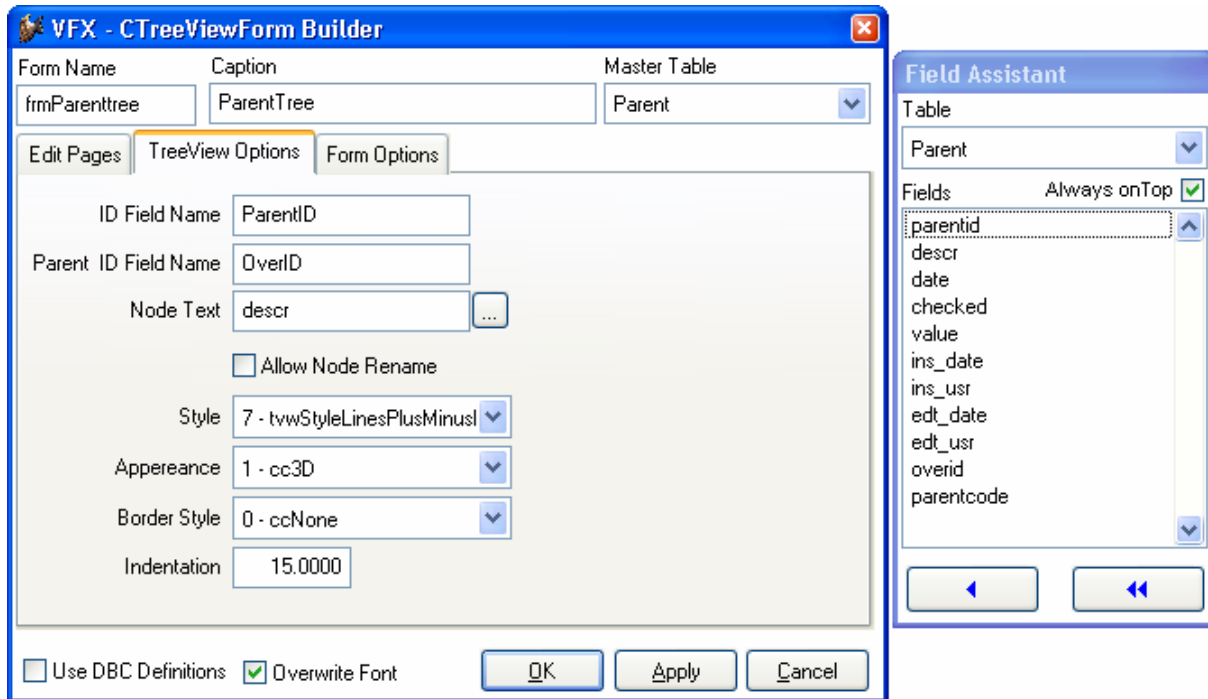 VFX - CTreeViewForm Builder
Form Name Caption Master Table
frmParenttree ParentTree Parent
Edit Pages TreeView Options Form Options
ID Field Name ParentID
Parent ID Field Name OverID
Node Text descr ...
Allow Node Rename
Style 7 - tvwStyleLinesPlusMinusI
Appereance 1 - cc3D
Border Style 0 - ccNone
Indentation 15.0000
Use DBC Definitions Overwrite Font OK Apply Cancel
Field Assistant
Table
Parent
Fields Always onTop
parentid
descr
date
checked
value
ins_date
ins_usr
edt_date
edt_usr
overid
parentcode